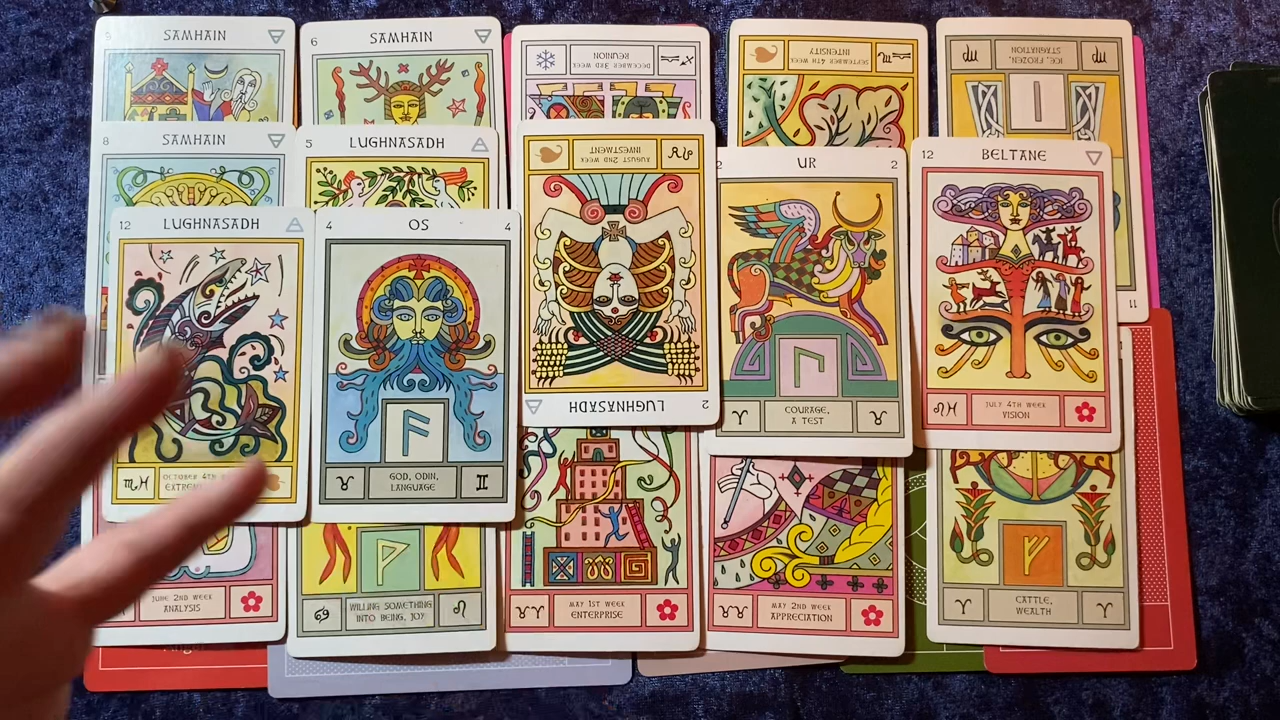 5 SAMHAIN
6 SAMHAIN
DECEMBER 3RD WEEK
REUNION
SEPTEMBER 4TH WEEK
INTENSITY
ICE, FROZEN,
STAGNATION
8 SAMHAIN
5 LUGHNASADH
AUGUST 2ND WEEK
INVESTMENT
2 UR 2
12 BELTANE
12 LUGHNASADH
4 OS 4
11
LUGHNASADH 2
COURAGE,
A TEST
JULY 4TH WEEK
VISION
OCTOBER 4TH
GOD, ODIN,
LANGUAGE
JUNE 2ND WEEK
ANALYSIS
WILLING SOMETHING
INTO BEING, JOY
MAY 1ST WEEK
ENTERPRISE
MAY 2ND WEEK
APPRECIATION
CATTLE,
WEALTH